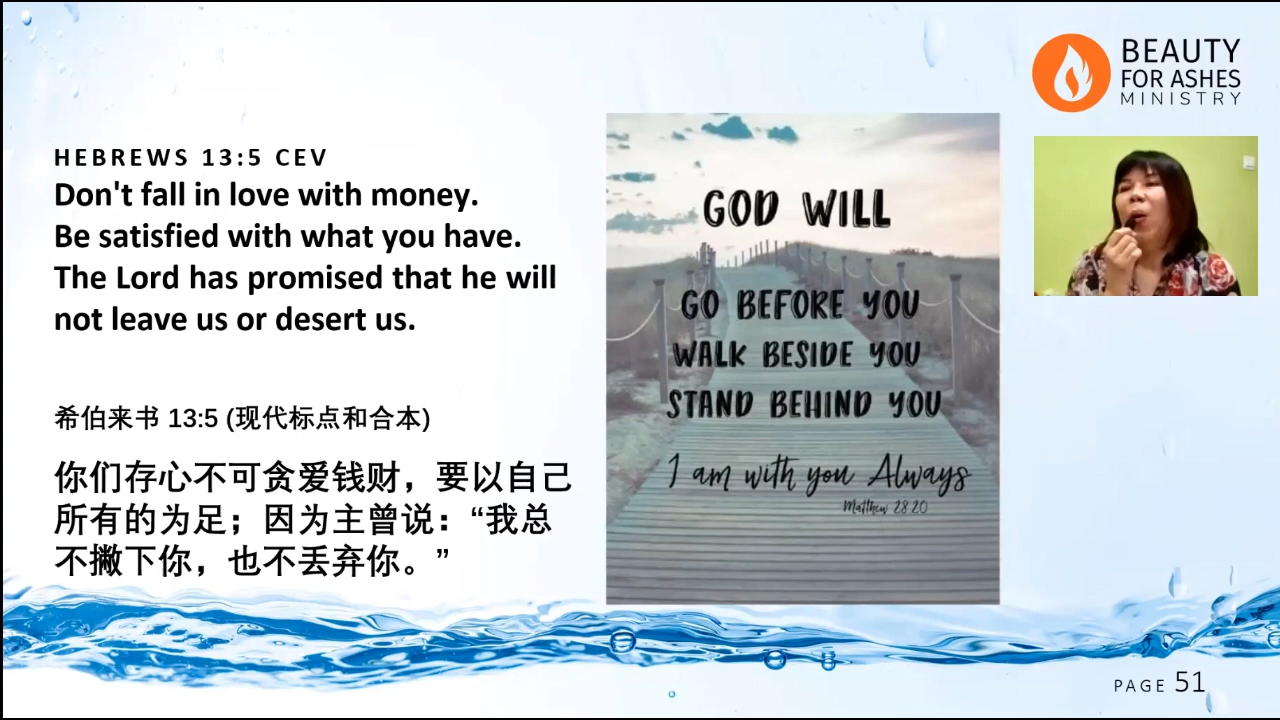 BEAUTY
FOR ASHES
MINISTRY
HEBREWS 13:5 CEV
Don't fall in love with money.
Be satisfied with what you have.
The Lord has promised that he will
not leave us or desert us.
希伯来书 13:5 (现代标点和合本)
你们存心不可贪爱钱财，要以自己
所有的为足；因为主曾说：“我总
不撇下你，也不丢弃你。”
GOD WILL
GO BEFORE YOU
WALK BESIDE YOU
STAND BEHIND YOU
I am with you Always
Matthew 28:20
PAGE 51